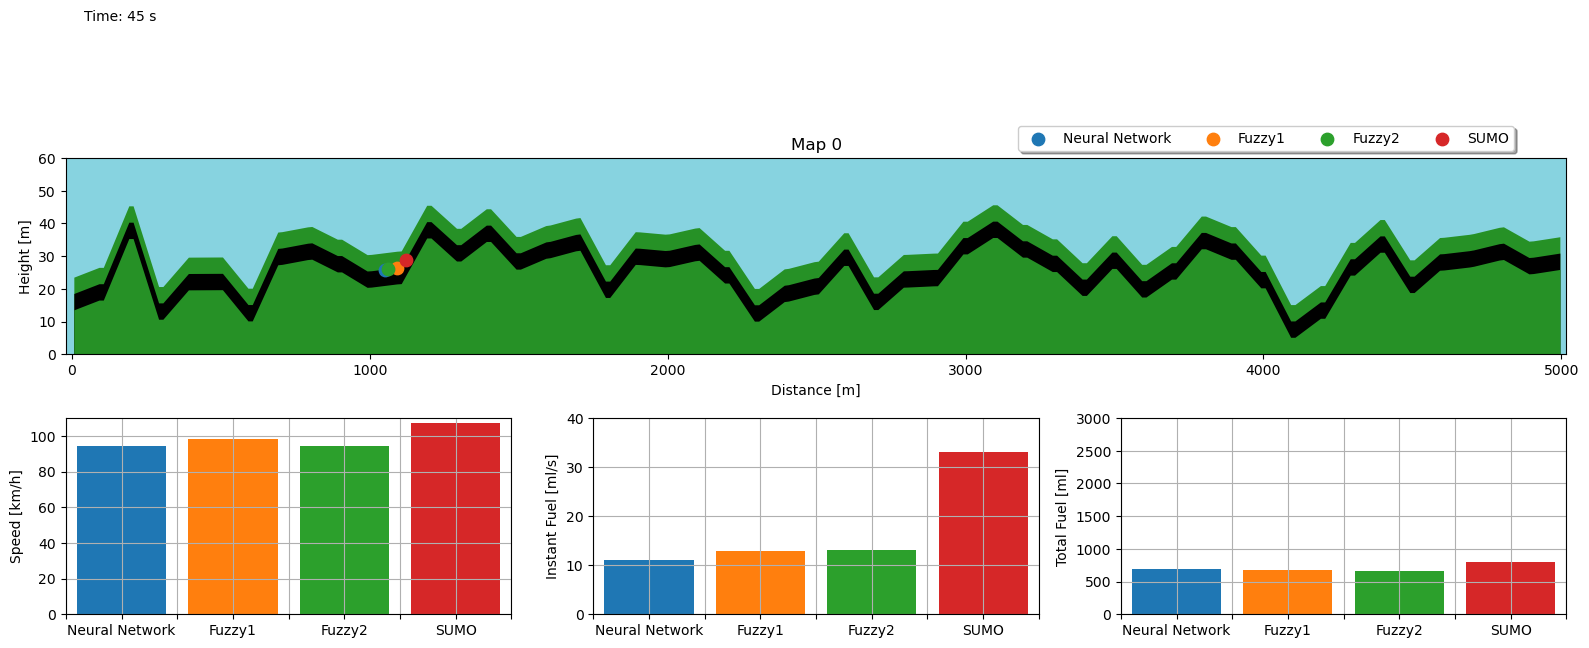 Time: 45 s
Neural Network Fuzzy1 Fuzzy2 SUMO
Map 0
Height [m]
60
50
40
30
20
10
0
0 1000 2000 3000 4000 5000
Distance [m]
Speed [km/h]
100
80
60
40
20
0
Neural Network Fuzzy1 Fuzzy2 SUMO
Instant Fuel [ml/s]
40
30
20
10
0
Neural Network Fuzzy1 Fuzzy2 SUMO
Total Fuel [ml]
3000
2500
2000
1500
1000
500
0
Neural Network Fuzzy1 Fuzzy2 SUMO